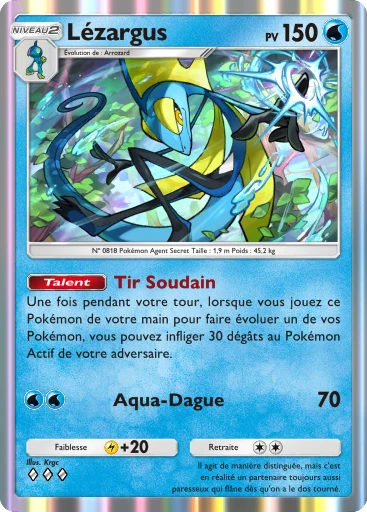 NIVEAU2 Lézargus PV 150
Évolution de : Arrozard
N° 0818 Pokémon Agent Secret Taille : 1,9 m Poids : 45,2 kg
Talent Tir Soudain
Une fois pendant votre tour, lorsque vous jouez ce
Pokémon de votre main pour faire évoluer un de vos
Pokémon, vous pouvez infliger 30 dégâts au Pokémon
Actif de votre adversaire.
Aqua-Dague 70
Faiblesse +20 Retraite
Illus. Krgc
Il agit de manière distinguée, mais c'est
en réalité un partenaire toujours aussi
paresseux qui flâne dès qu'on a le dos tourné.